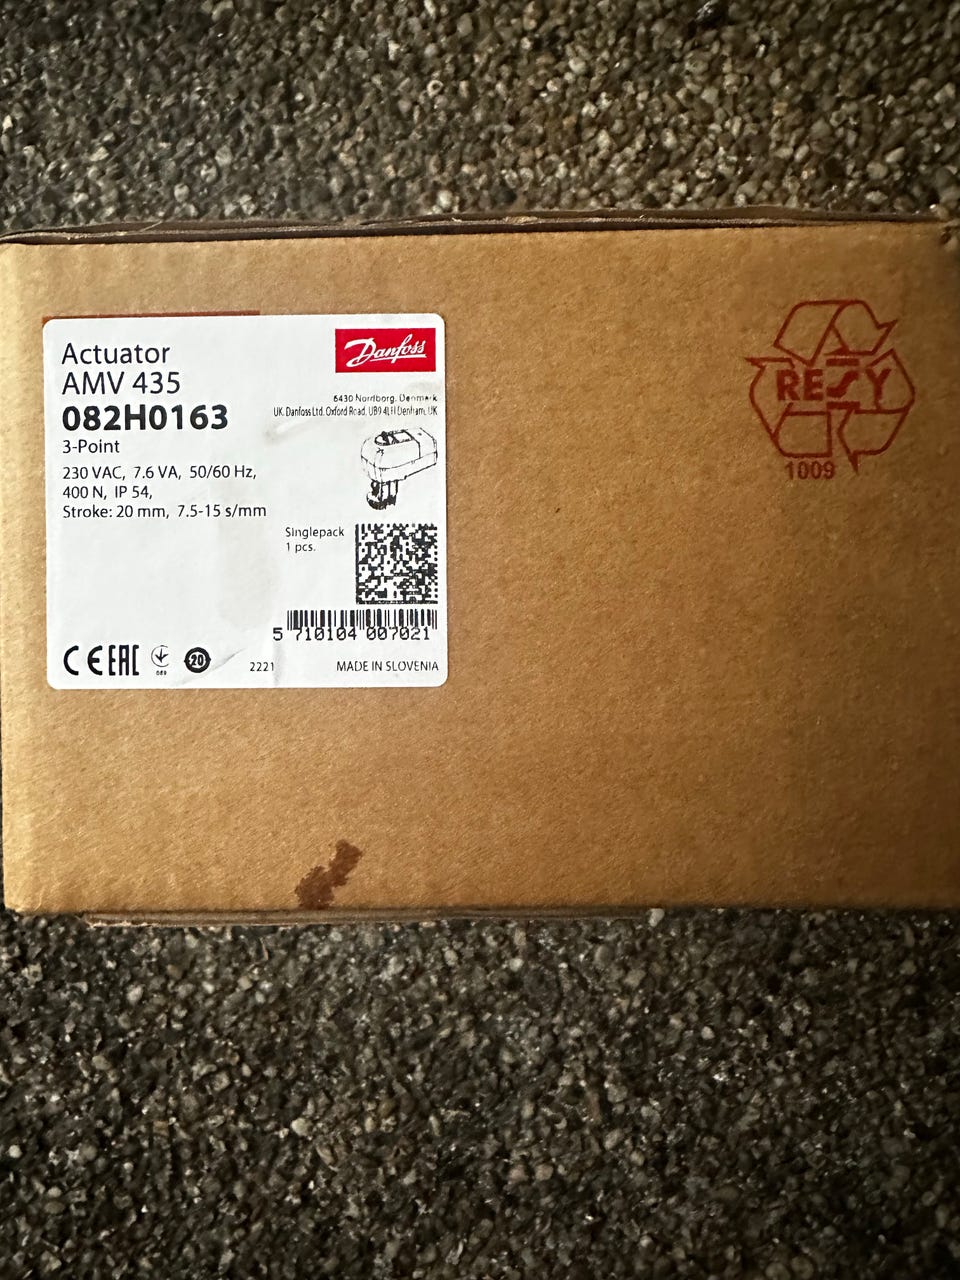 Actuator
AMV 435
082H0163
3-Point
230 VAC, 7.6 VA, 50/60 Hz,
400 N, IP 54,
Stroke: 20 mm, 7.5-15 s/mm
Danfoss
6430 Nordborg, Denmark
UK. Danfoss Ltd. Oxford Road, UB9 4LH Denham, UK
Singlepack
1 pcs.
5 710104 007021
CE EAC
089
20
2221
MADE IN SLOVENIA
RESY
1009